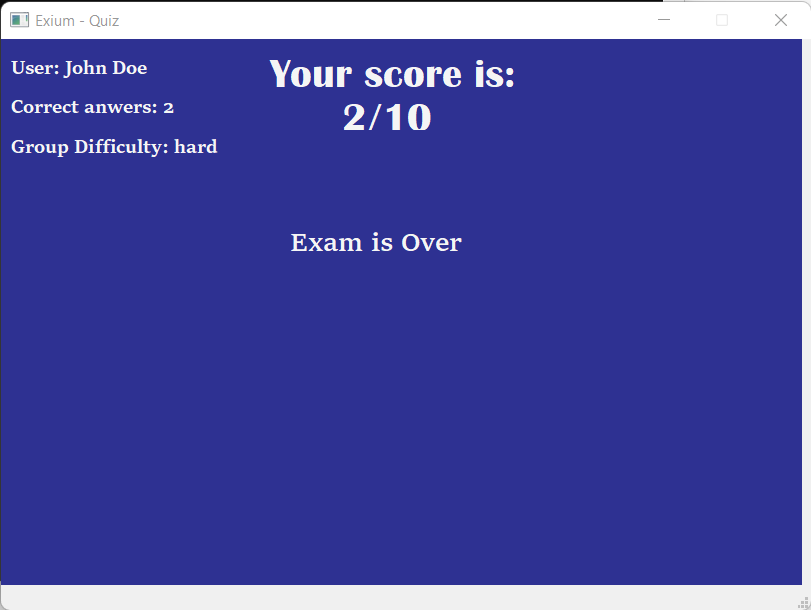 Exium - Quiz
User: John Doe
Correct anwers: 2
Group Difficulty: hard
Your score is:
2/10
Exam is Over